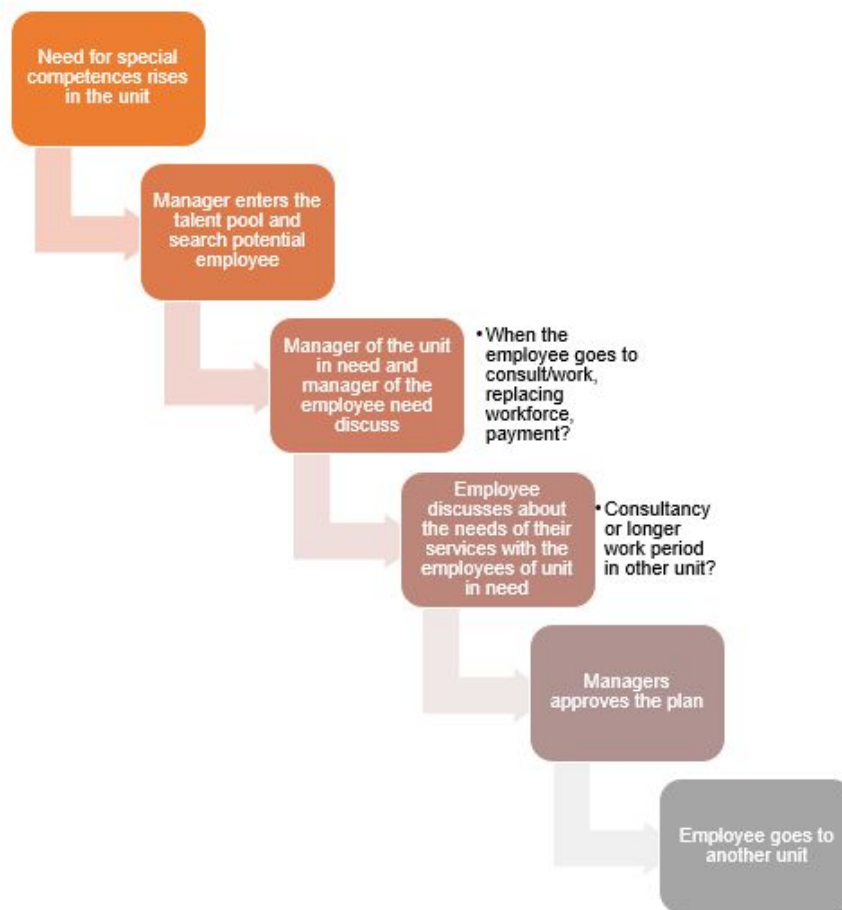 Need for special
competences rises
in the unit
Manager enters the
talent pool and
search potential
employee
Manager of the unit
in need and
manager of the
employee need
discuss
•When the
employee goes to
consult/work,
replacing
workforce,
payment?
Employee
discusses about
the needs of their
services with the
employees of unit
in need
•Consultancy
or longer
work period
in other unit?
Managers
approves the plan
Employee goes to
another unit